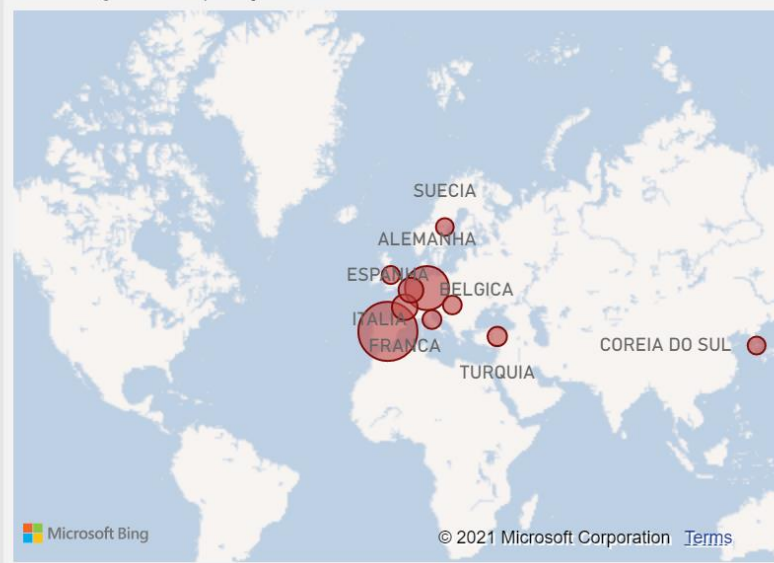 SUECIA
ALEMANHA
ESPANHA
BELGICA
ITALIA
FRANCA
COREIA DO SUL
TURQUIA
Microsoft Bing
© 2021 Microsoft Corporation Terms